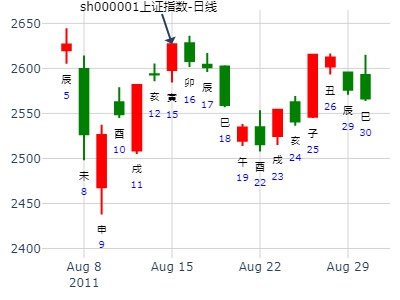 sh000001上证指数-日线
2650
2600
2550
2500
2450
2400
辰
5
未
8
申
9
酉
10
戌
11
亥
12
寅
15
卯
16
辰
17
巳
18
午
19
酉
22
戌
23
亥
24
子
25
丑
26
辰
29
巳
30
Aug 8
2011
Aug 15
Aug 22
Aug 29